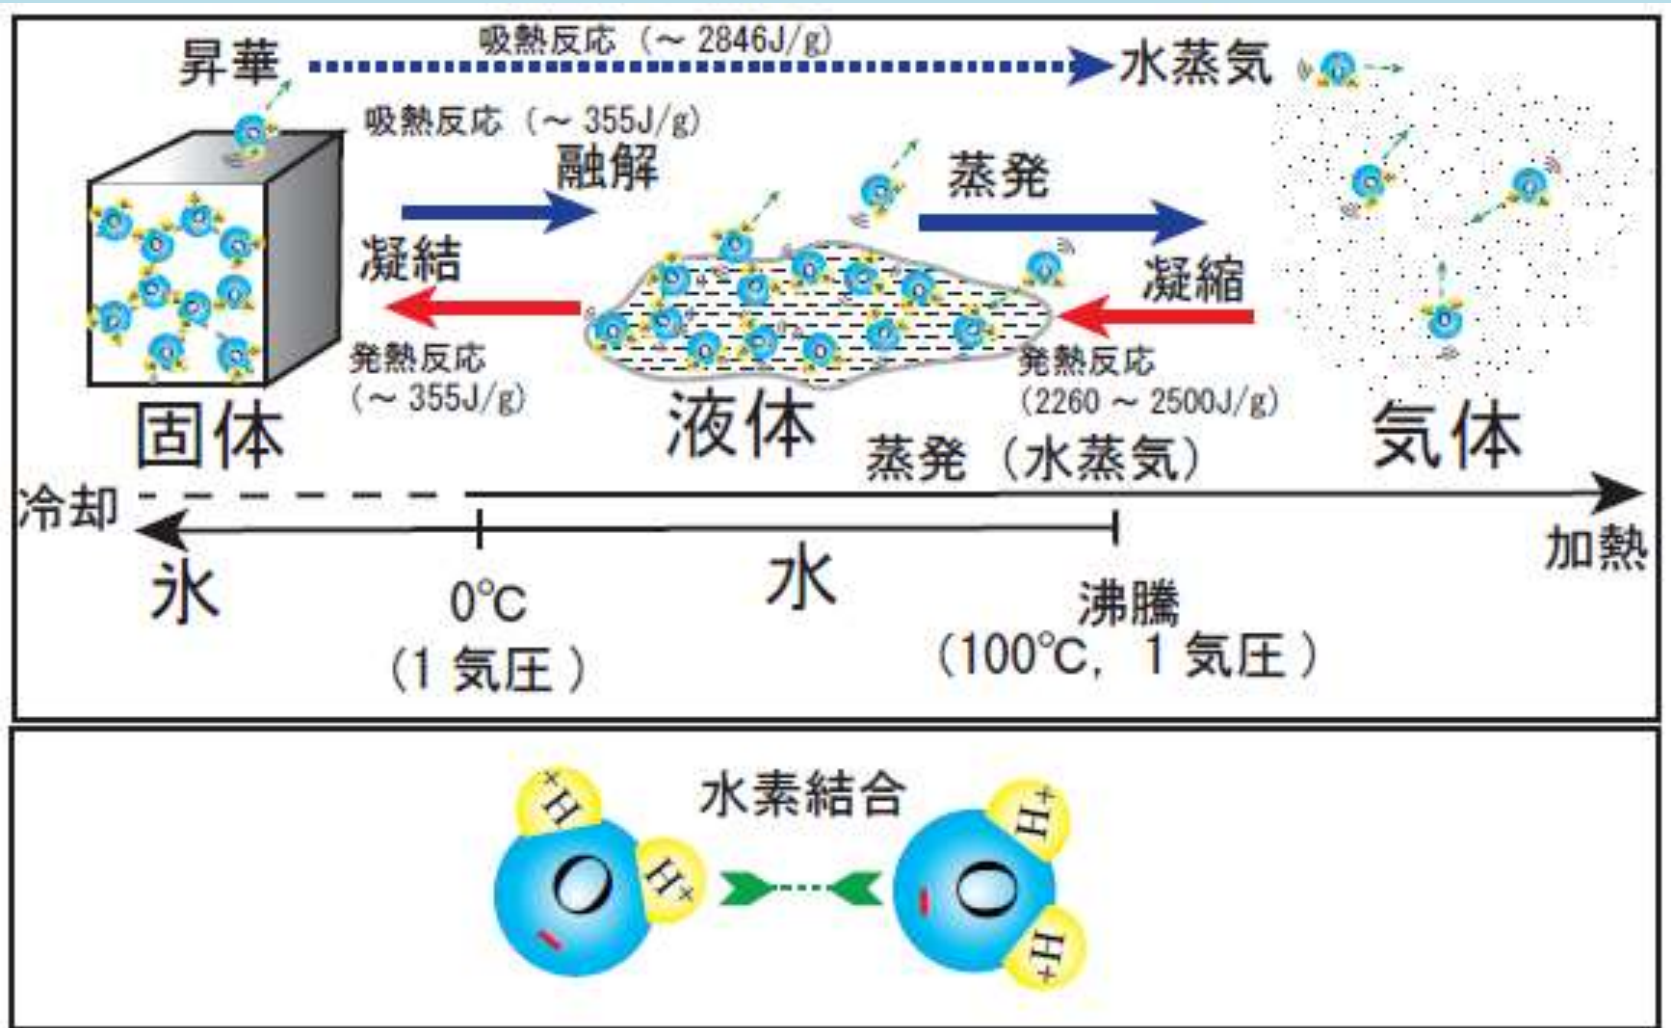 吸熱反応（～ 2846J/g)
昇華
水蒸気
吸熱反応（～ 355J/g)
融解
蒸発
凝結
凝縮
発熱反応
(～ 355J/g)
発熱反応
(2260 ～ 2500J/g)
固体
液体
気体
蒸発（水蒸気）
冷却
加熱
氷
水
0℃
(1 気圧 )
沸騰
(100℃, 1 気圧 )
水素結合
H+
H+
O
-
H+
O
-
H+